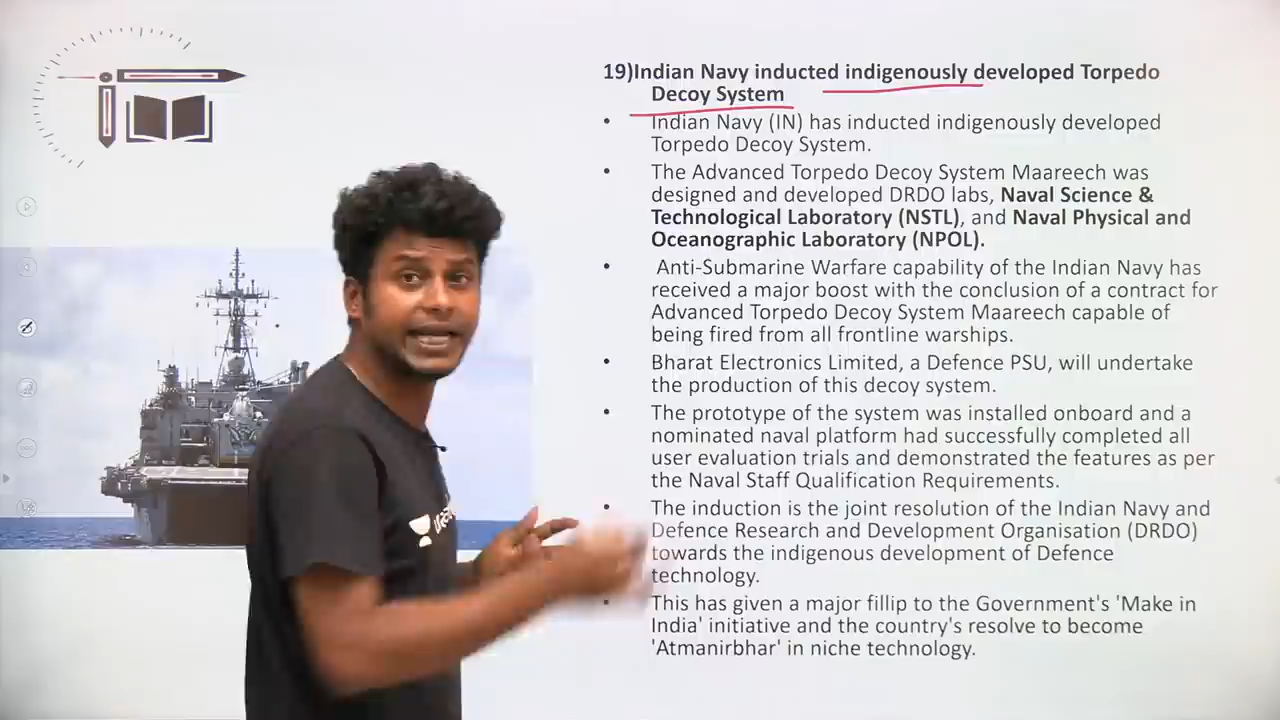 19)Indian Navy inducted indigenously developed Torpedo
Decoy System
• Indian Navy (IN) has inducted indigenously developed
Torpedo Decoy System.
• The Advanced Torpedo Decoy System Maareech was
designed and developed DRDO labs, Naval Science &
Technological Laboratory (NSTL), and Naval Physical and
Oceanographic Laboratory (NPOL).
• Anti-Submarine Warfare capability of the Indian Navy has
received a major boost with the conclusion of a contract for
Advanced Torpedo Decoy System Maareech capable of
being fired from all frontline warships.
• Bharat Electronics Limited, a Defence PSU, will undertake
the production of this decoy system.
• The prototype of the system was installed onboard and a
nominated naval platform had successfully completed all
user evaluation trials and demonstrated the features as per
the Naval Staff Qualification Requirements.
• The induction is the joint resolution of the Indian Navy and
Defence Research and Development Organisation (DRDO)
towards the indigenous development of Defence
technology.
• This has given a major fillip to the Government's 'Make in
India' initiative and the country's resolve to become
'Atmanirbhar' in niche technology.